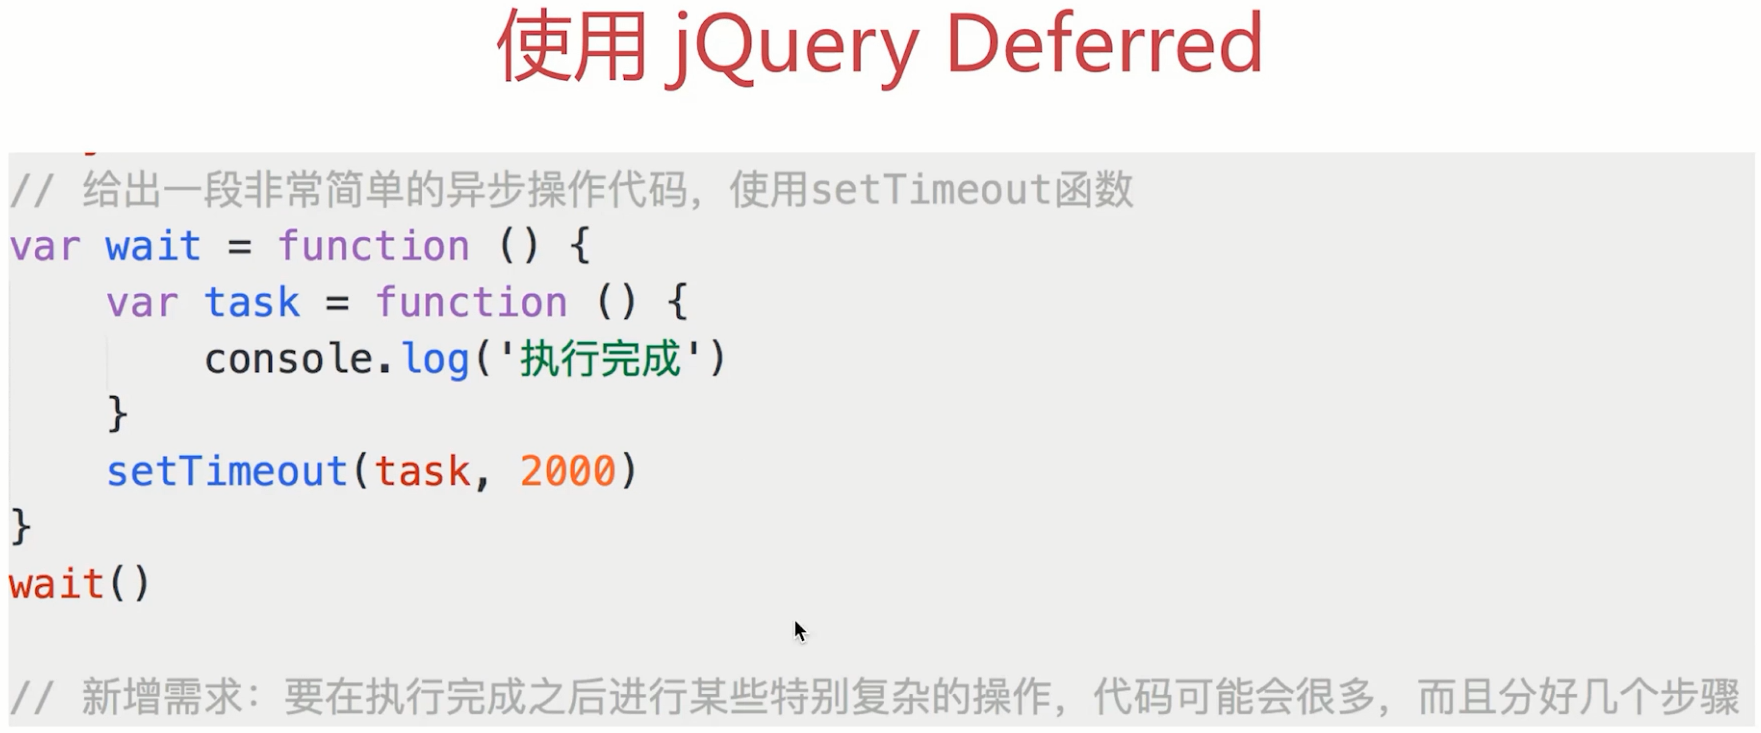 使用 jQuery Deferred
// 给出一段非常简单的异步操作代码，使用setTimeout函数
var wait = function () {
    var task = function () {
        console.log('执行完成')
    }
    setTimeout(task, 2000)
}
wait()
// 新增需求：要在执行完成之后进行某些特别复杂的操作，代码可能会很多，而且分好几个步骤